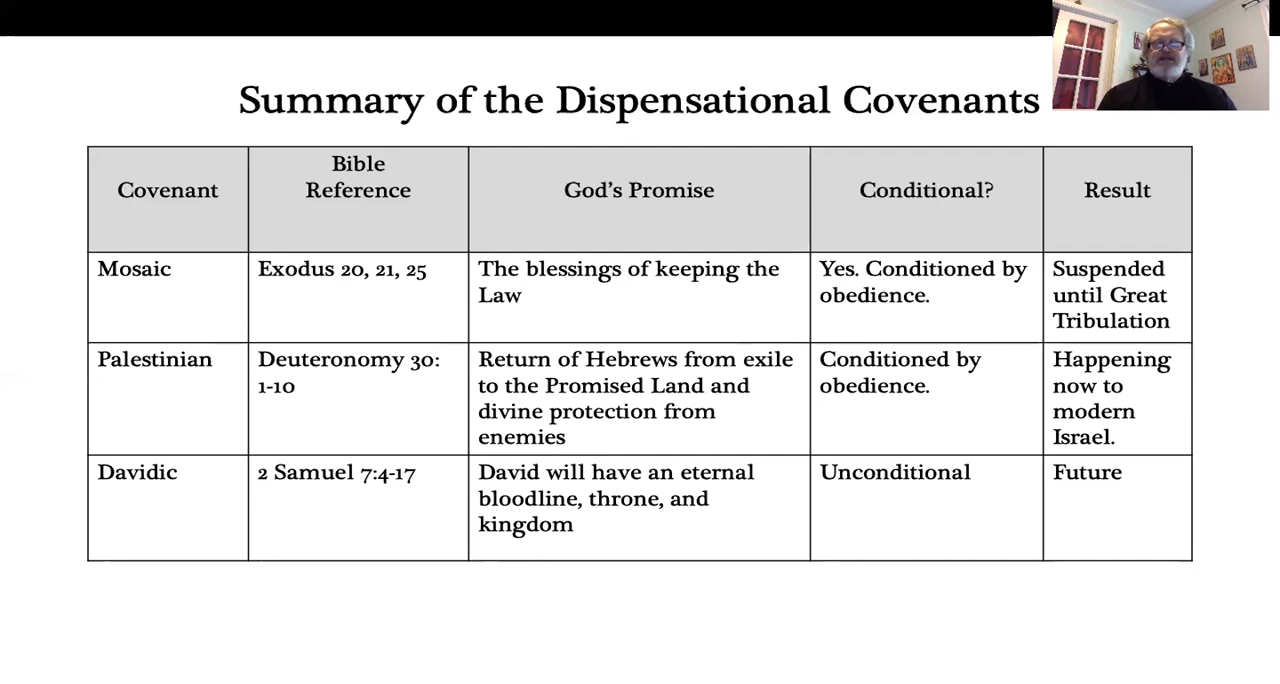 Summary of the Dispensational Covenants
Covenant
Bible
Reference
God's Promise
Conditional?
Result
Mosaic
Exodus 20, 21, 25
The blessings of keeping the
Law
Yes. Conditioned by
obedience.
Suspended
until Great
Tribulation
Palestinian
Deuteronomy 30:
1-10
Return of Hebrews from exile
to the Promised Land and
divine protection from
enemies
Conditioned by
obedience.
Happening
now to
modern
Israel.
Davidic
2 Samuel 7:4-17
David will have an eternal
bloodline, throne, and
kingdom
Unconditional
Future